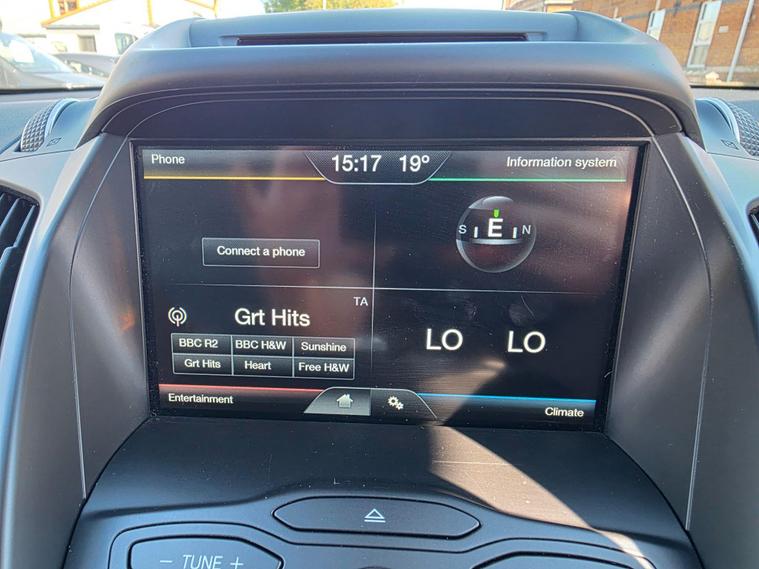 Phone
15:17 19°
Information system
S E N
Connect a phone
TA
Grt Hits
BBC R2 BBC H&W Sunshine
Grt Hits Heart Free H&W
LO LO
Entertainment
Climate
− TUNE +